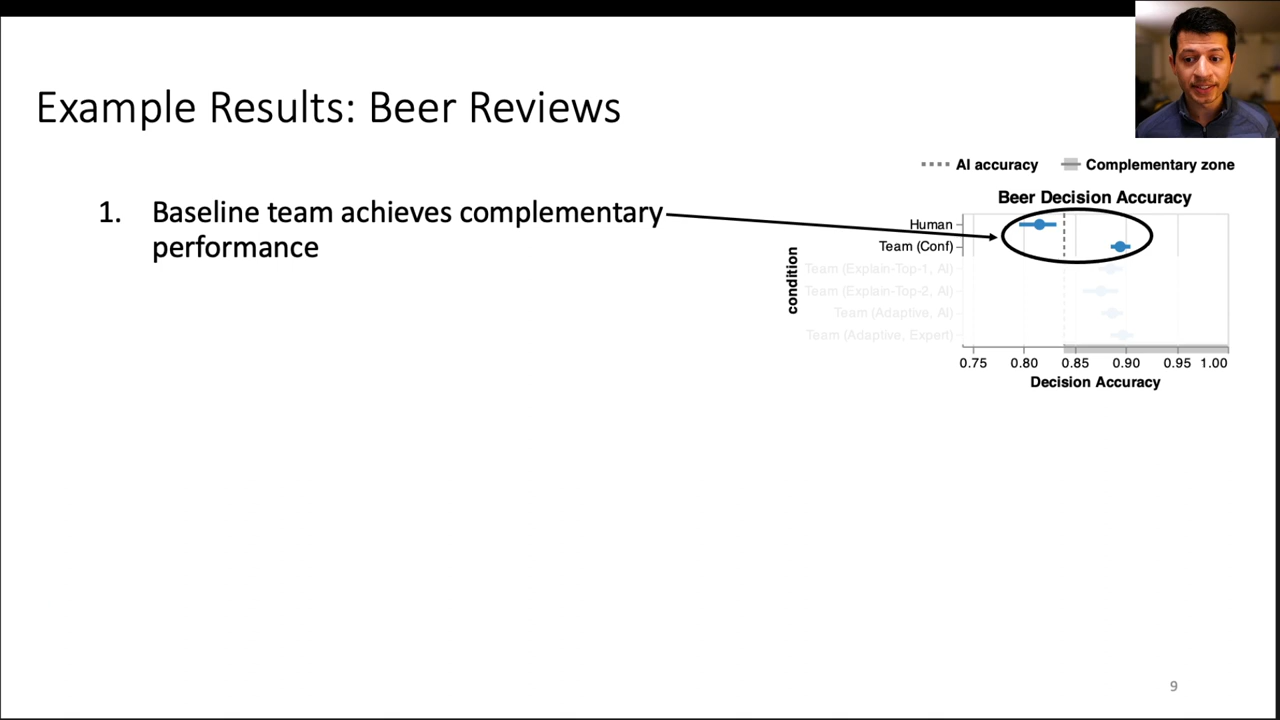 Example Results: Beer Reviews
1. Baseline team achieves complementary
performance
AI accuracy
Complementary zone
Beer Decision Accuracy
condition
Human
Team (Conf)
Team (Explain-Top-1, AI)
Team (Explain-Top-2, AI)
Team (Adaptive, AI)
Team (Adaptive, Expert)
0.75 0.80 0.85 0.90 0.95 1.00
Decision Accuracy
9